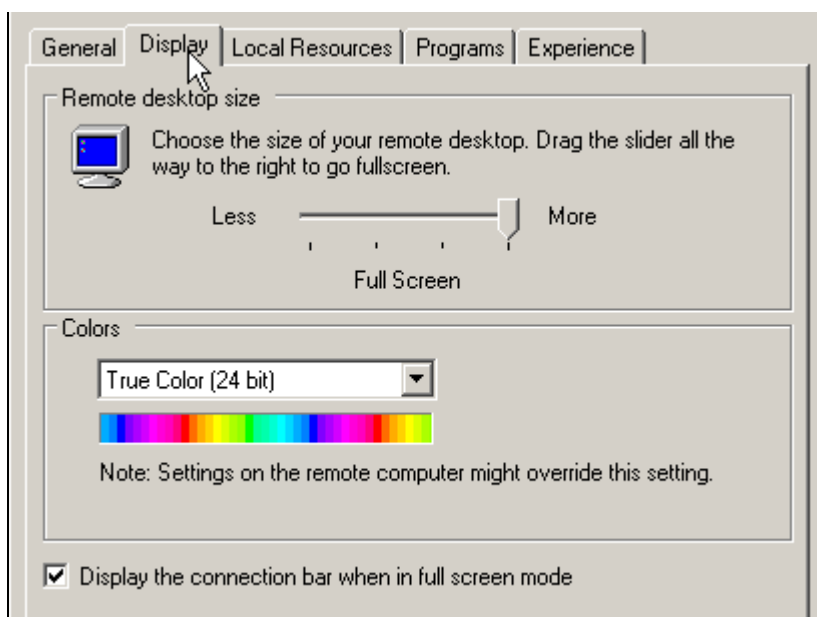 General Display Local Resources Programs Experience
Remote desktop size
Choose the size of your remote desktop. Drag the slider all the
way to the right to go fullscreen.
Less More
Full Screen
Colors
True Color (24 bit)
Note: Settings on the remote computer might override this setting.
Display the connection bar when in full screen mode